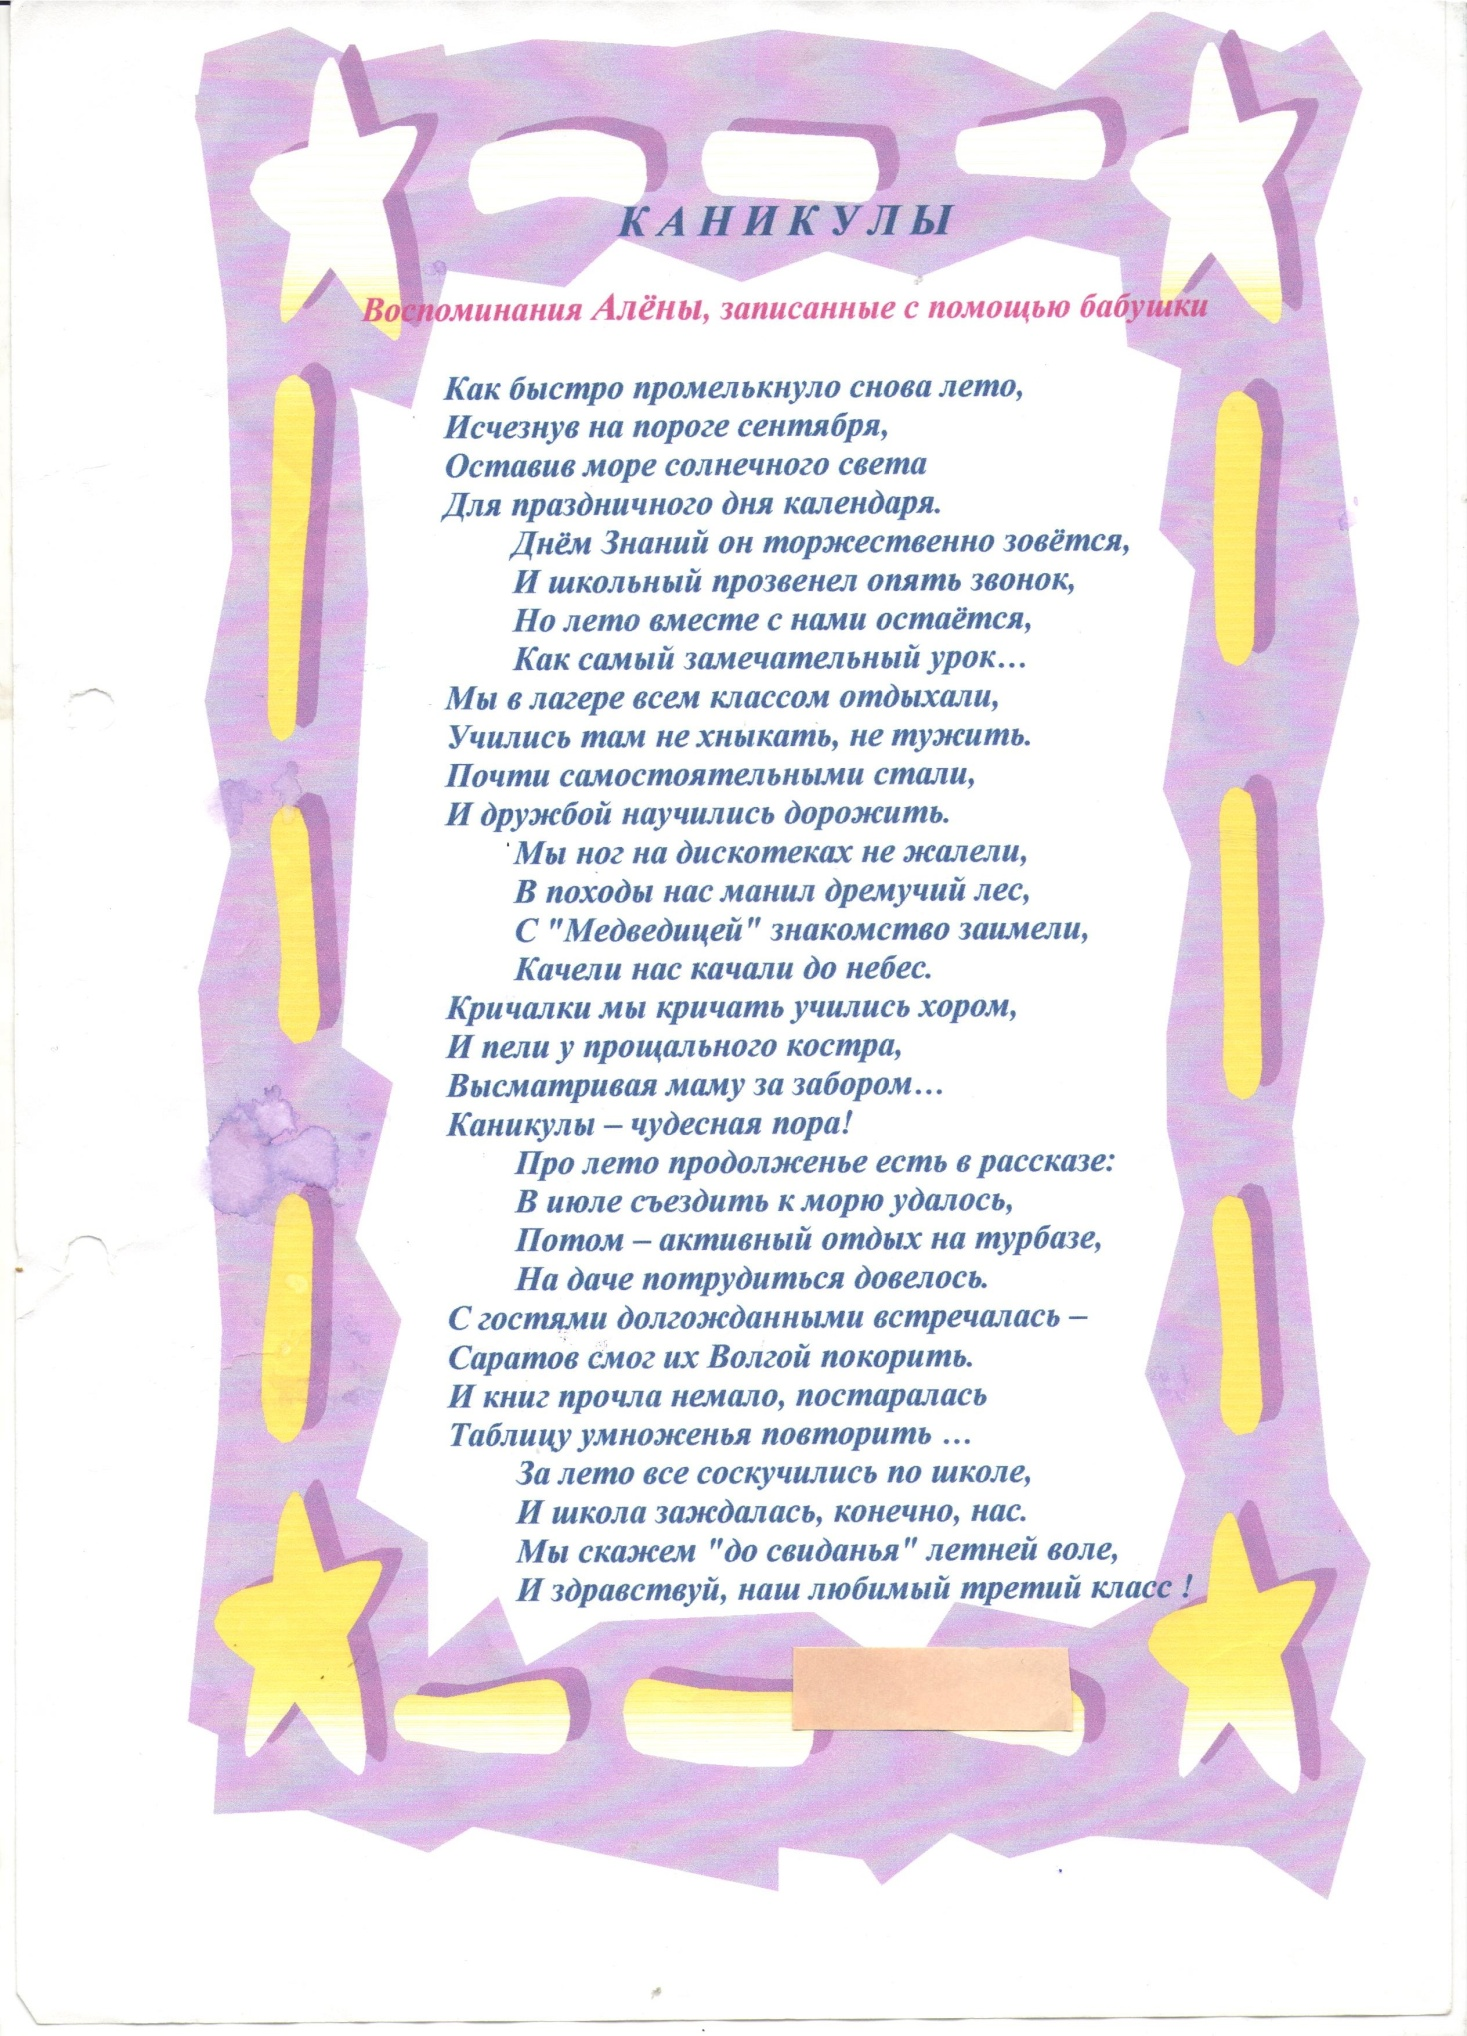 КАНИКУЛЫ
Воспоминания Алёны, записанные с помощью бабушки
Как быстро промелькнуло снова лето,
Исчезнув на пороге сентября,
Оставив море солнечного света
Для праздничного дня календаря.
Днём Знаний он торжественно зовётся,
И школьный прозвенел опять звонок,
Но лето вместе с нами остаётся,
Как самый замечательный урок…
Мы в лагере всем классом отдыхали,
Учились там не хныкать, не тужить.
Почти самостоятельными стали,
И дружбой научились дорожить.
Мы ног на дискотеках не жалели,
В походы нас манил дремучий лес,
С "Медведицей" знакомство заимели,
Качели нас качали до небес.
Кричалки мы кричать учились хором,
И пели у прощального костра,
Высматривая маму за забором…
Каникулы – чудесная пора!
Про лето продолженье есть в рассказе:
В июле съездить к морю удалось,
Потом – активный отдых на турбазе,
На даче потрудиться довелось.
С гостями долгожданными встречалась –
Саратов смог их Волгой покорить.
И книг прочла немало, постаралась
Таблицу умноженья повторить …
За лето все соскучились по школе,
И школа заждалась, конечно, нас.
Мы скажем "до свиданья" летней воле,
И здравствуй, наш любимый третий класс !